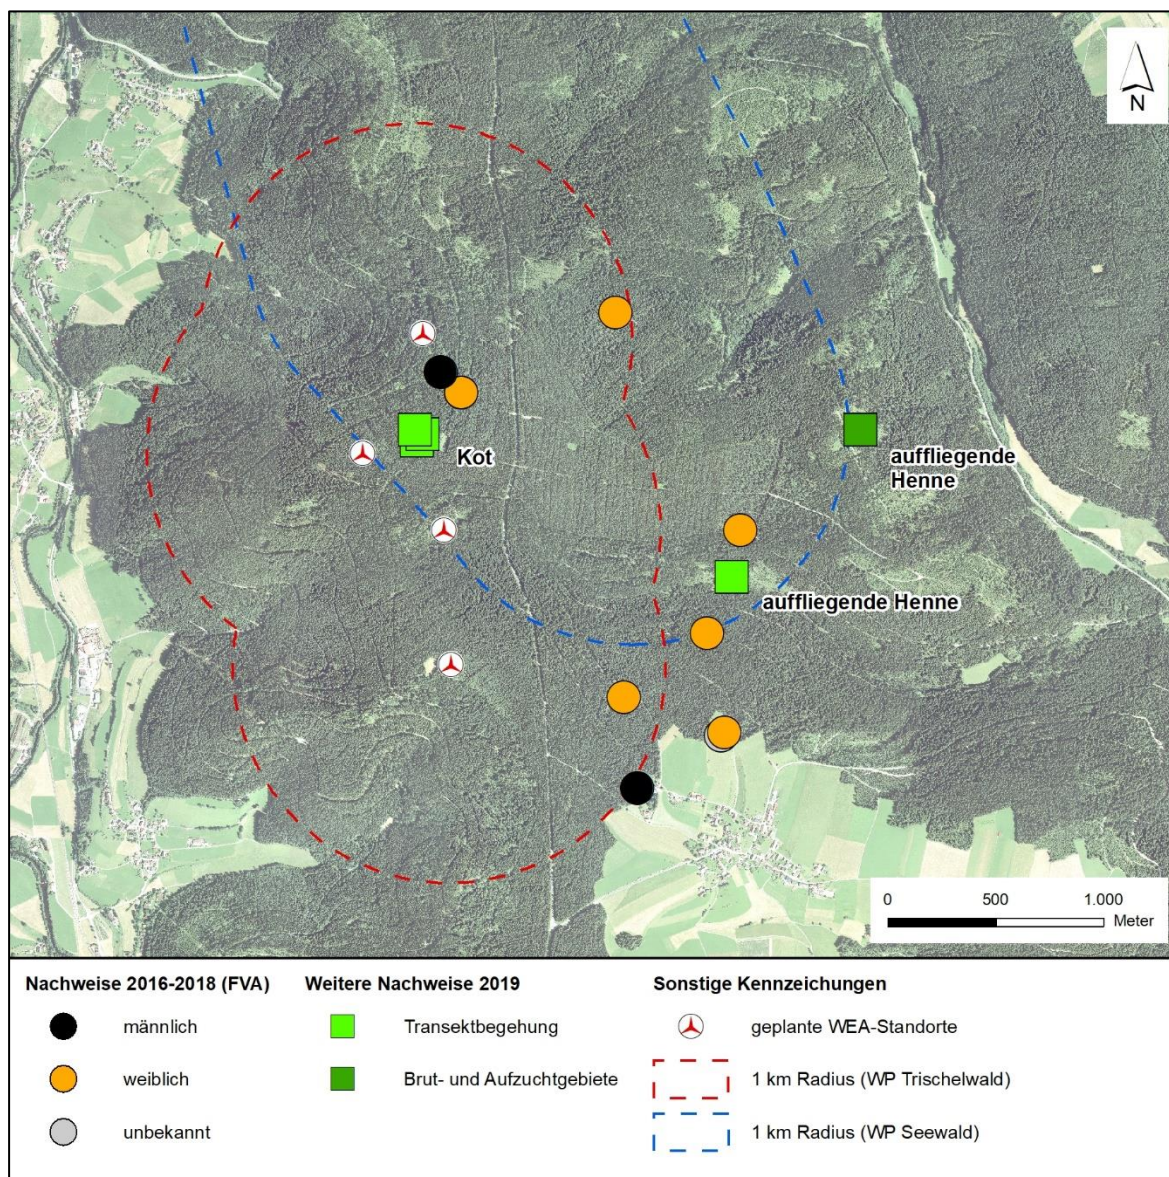 N
Kot
auffliegende
Henne
auffliegende Henne
0 500 1.000
Meter
Nachweise 2016-2018 (FVA)
männlich
weiblich
unbekannt
Weitere Nachweise 2019
Transektbegehung
Brut- und Aufzuchtgebiete
Sonstige Kennzeichungen
geplante WEA-Standorte
1 km Radius (WP Trischelwald)
1 km Radius (WP Seewald)